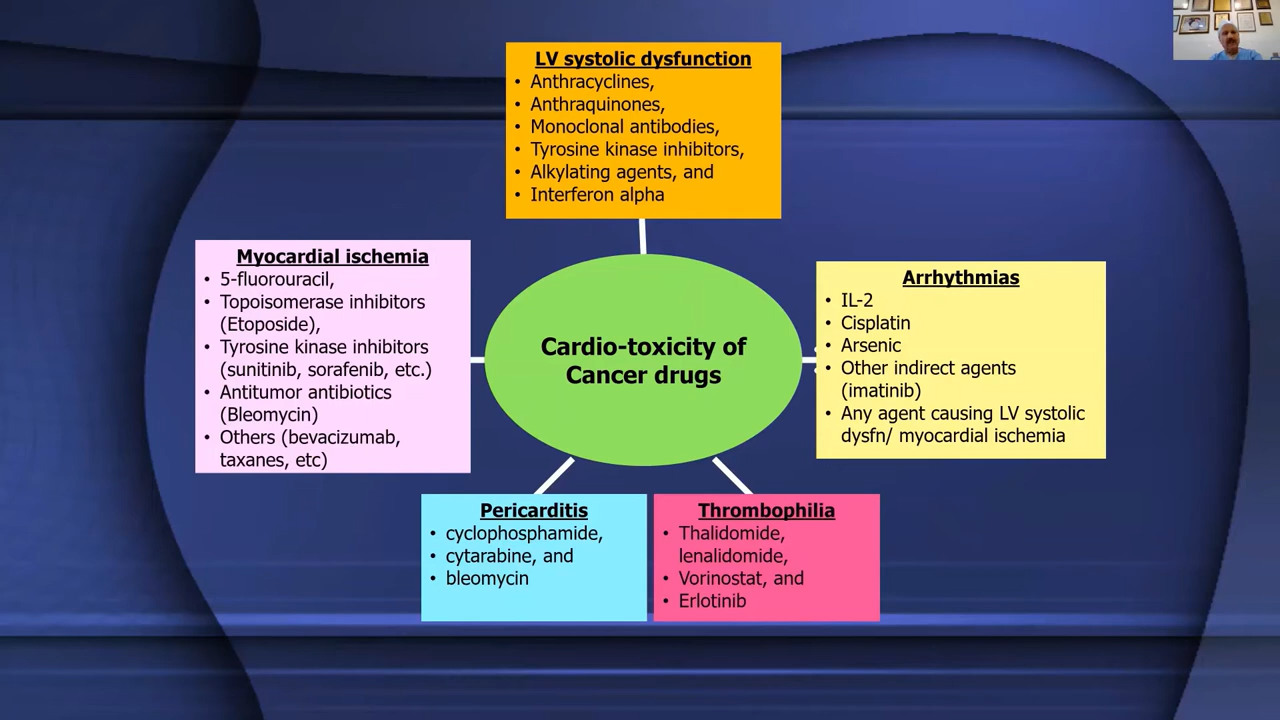 LV systolic dysfunction
• Anthracyclines,
• Anthraquinones,
• Monoclonal antibodies,
• Tyrosine kinase inhibitors,
• Alkylating agents, and
• Interferon alpha
Myocardial ischemia
• 5-fluorouracil,
• Topoisomerase inhibitors
(Etoposide),
• Tyrosine kinase inhibitors
(sunitinib, sorafenib, etc.)
• Antitumor antibiotics
(Bleomycin)
• Others (bevacizumab,
taxanes, etc)
Cardio-toxicity of
Cancer drugs
Arrhythmias
• IL-2
• Cisplatin
• Arsenic
• Other indirect agents
(imatinib)
• Any agent causing LV systolic
dysfn/ myocardial ischemia
Pericarditis
• cyclophosphamide,
• cytarabine, and
• bleomycin
Thrombophilia
• Thalidomide,
lenalidomide,
• Vorinostat, and
• Erlotinib